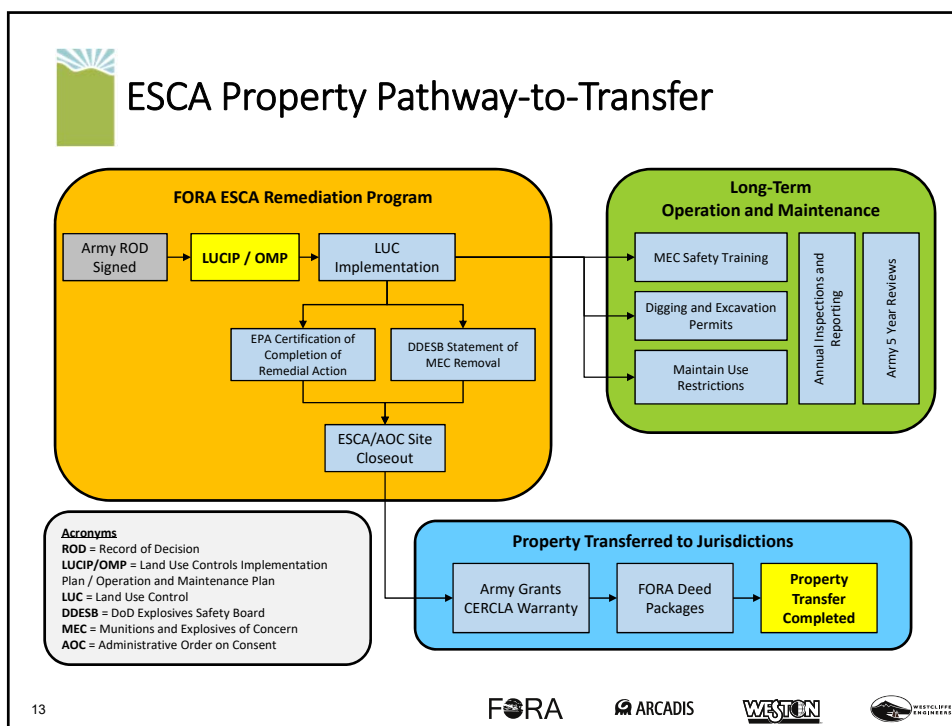 ESCA Property Pathway-to-Transfer
FORA ESCA Remediation Program
Army ROD
Signed
LUCIP / OMP
LUC
Implementation
EPA Certification of
Completion of
Remedial Action
DDESB Statement of
MEC Removal
ESCA/AOC Site
Closeout
Long-Term
Operation and Maintenance
MEC Safety Training
Digging and Excavation
Permits
Maintain Use
Restrictions
Annual Inspections and
Reporting
Army 5 Year Reviews
Acronyms
ROD = Record of Decision
LUCIP/OMP = Land Use Controls Implementation
Plan / Operation and Maintenance Plan
LUC = Land Use Control
DDESB = DoD Explosives Safety Board
MEC = Munitions and Explosives of Concern
AOC = Administrative Order on Consent
Property Transferred to Jurisdictions
Army Grants
CERCLA Warranty
FORA Deed
Packages
Property
Transfer
Completed
13
FORA
ARCADIS
WESTON
ENGINEERS